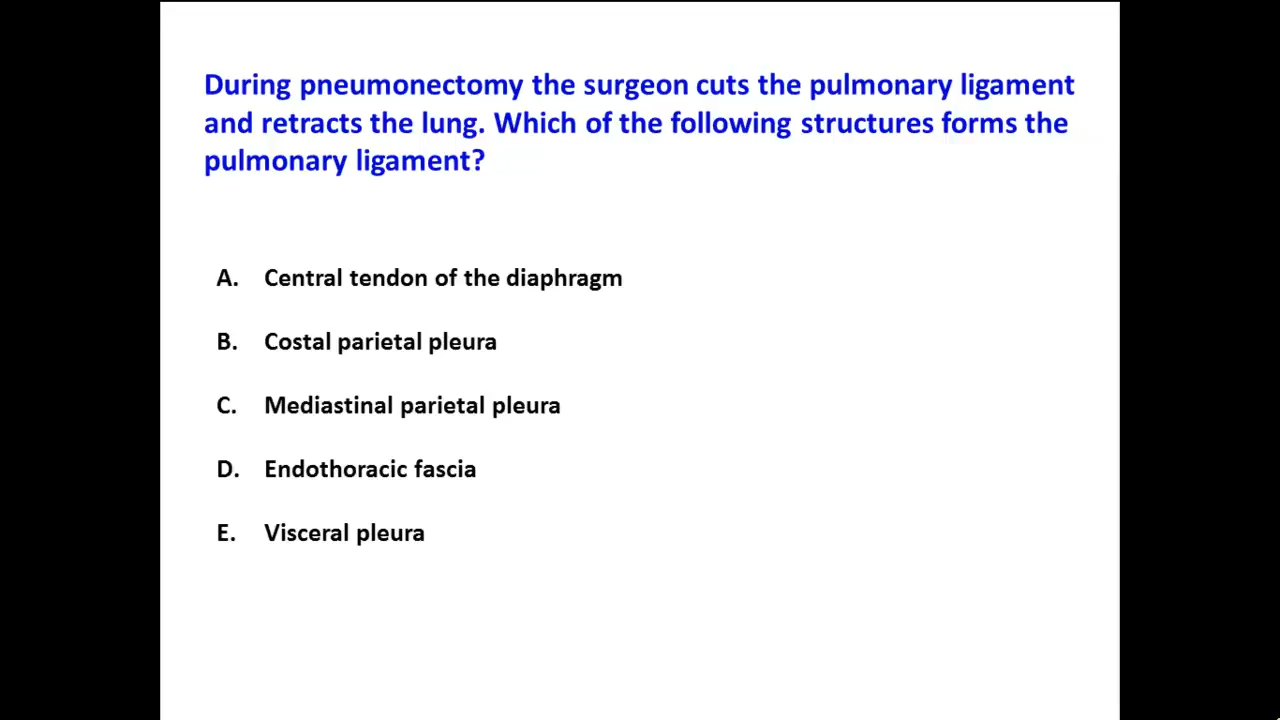 During pneumonectomy the surgeon cuts the pulmonary ligament
and retracts the lung. Which of the following structures forms the
pulmonary ligament?
A. Central tendon of the diaphragm
B. Costal parietal pleura
C. Mediastinal parietal pleura
D. Endothoracic fascia
E. Visceral pleura